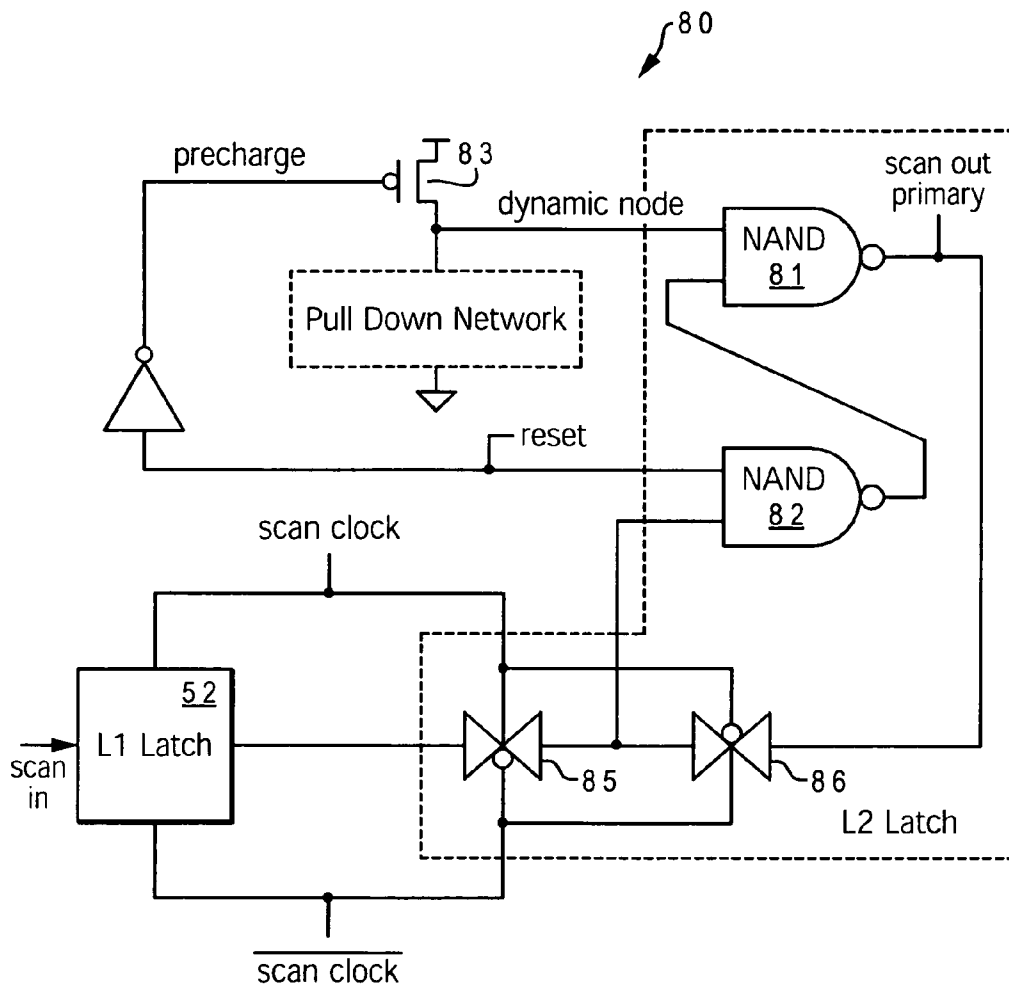 80
precharge
83
scan out
primary
dynamic node
NAND
81
Pull Down Network
reset
NAND
82
scan clock
52
L1 Latch
scan
in
85
86
L2 Latch
scan clock